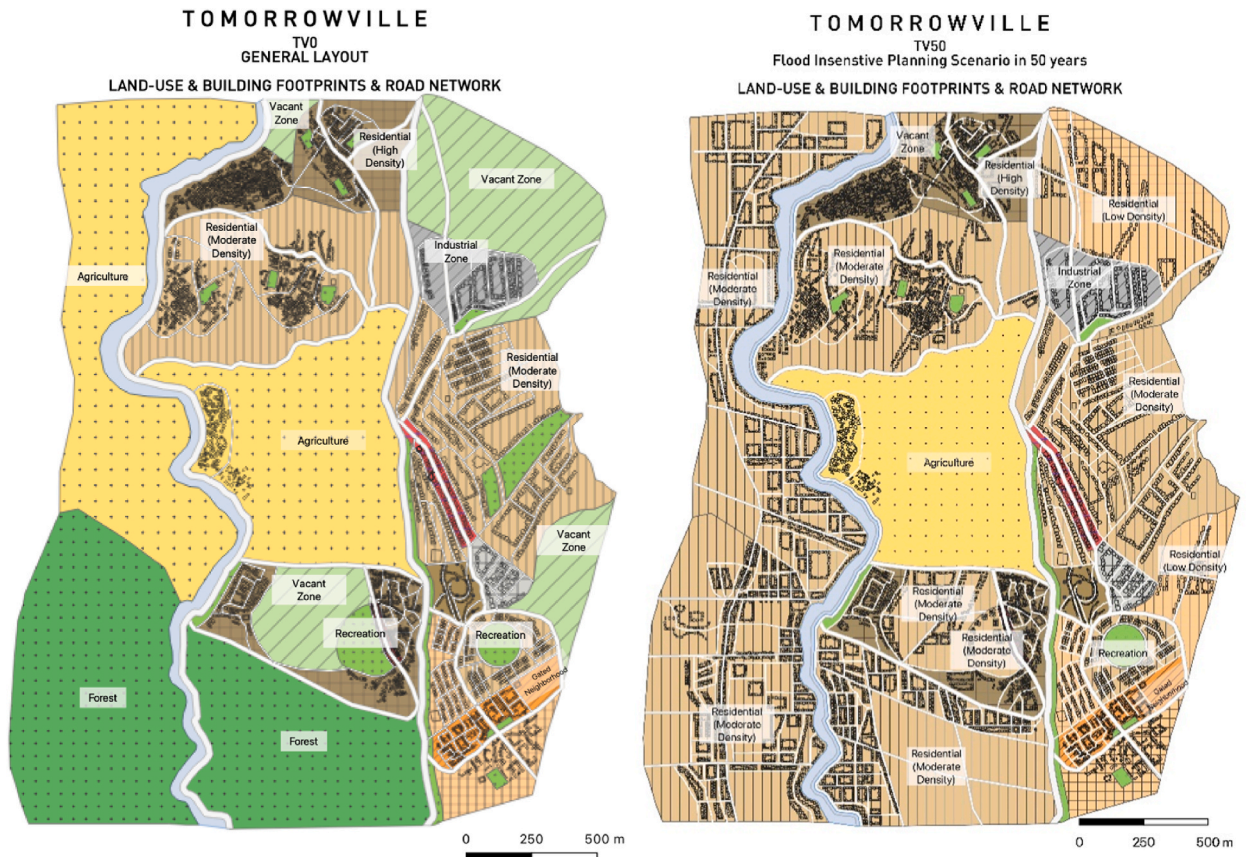 TOMORROWVILLE
TV0
GENERAL LAYOUT
LAND-USE & BUILDING FOOTPRINTS & ROAD NETWORK
Vacant
Zone
Residential
(High
Density)
Vacant Zone
Residential
(Moderate
Density)
Industrial
Zone
Agriculture
Residential
(Moderate
Density)
Agriculture
Vacant
Zone
Vacant
Zone
Recreation
Recreation
Gated
Neighborhood
Forest
Forest
0 250 500 m
TOMORROWVILLE
TV50
Flood Insenstive Planning Scenario in 50 years
LAND-USE & BUILDING FOOTPRINTS & ROAD NETWORK
Vacant
Zone
Residential
(High
Density)
Residential
(Low Density)
Residential
(Moderate
Density)
Residential
(Moderate
Density)
Industrial
Zone
Residential
(Moderate
Density)
Agriculture
Residential
(Low Density)
Residential
(Moderate
Density)
Residential
(Moderate
Density)
Recreation
Gated
Neighborhood
Residential
(Moderate
Density)
Residential
(Moderate
Density)
0 250 500 m